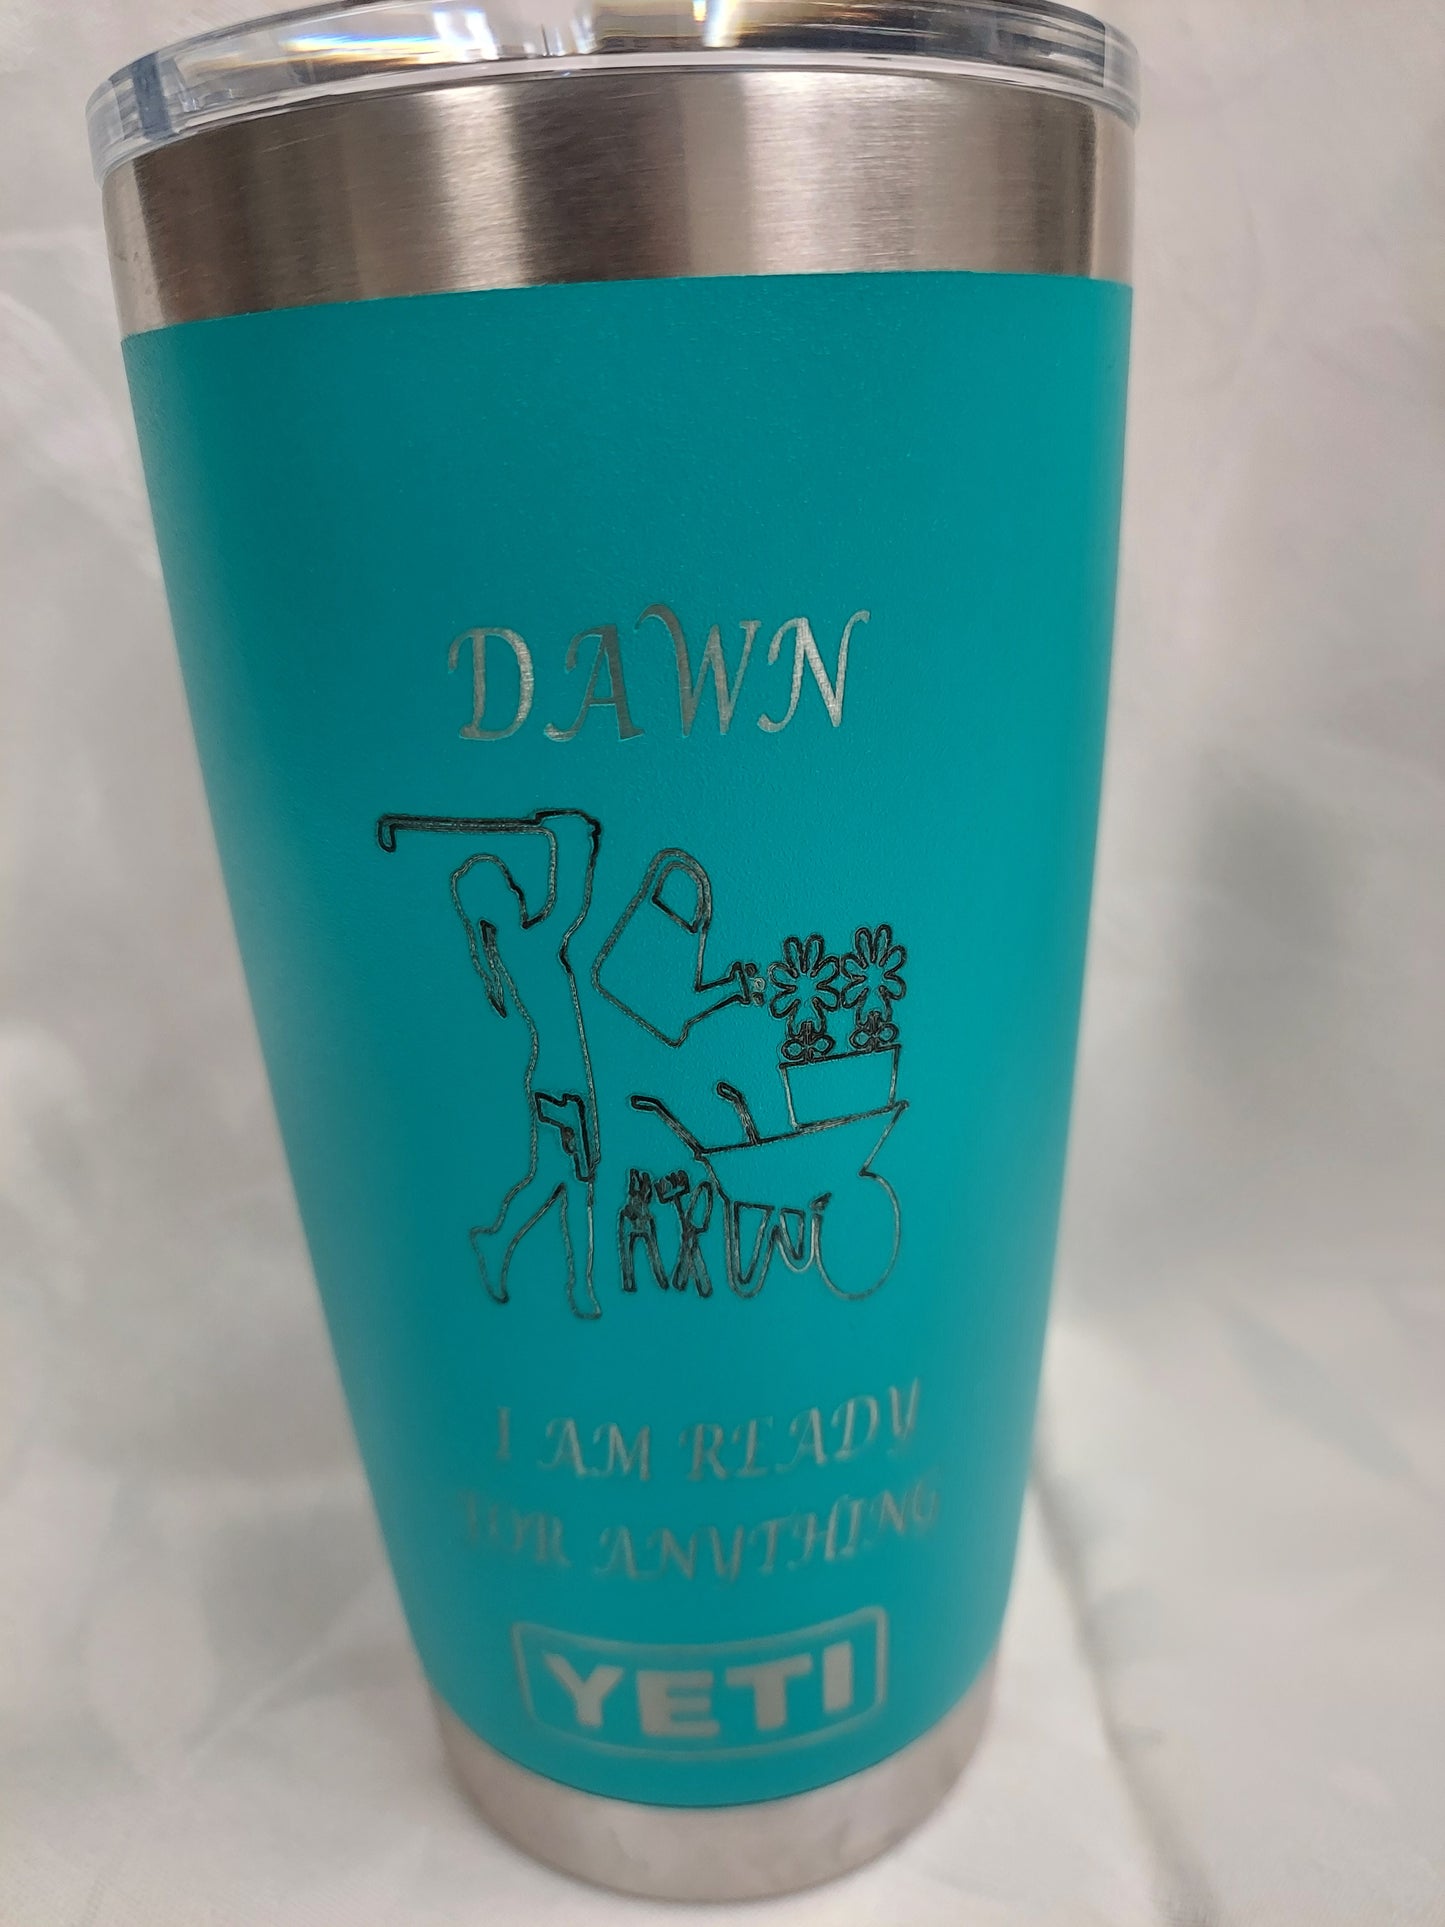 DAWN
I AM READY
FOR ANYTHING
YETI